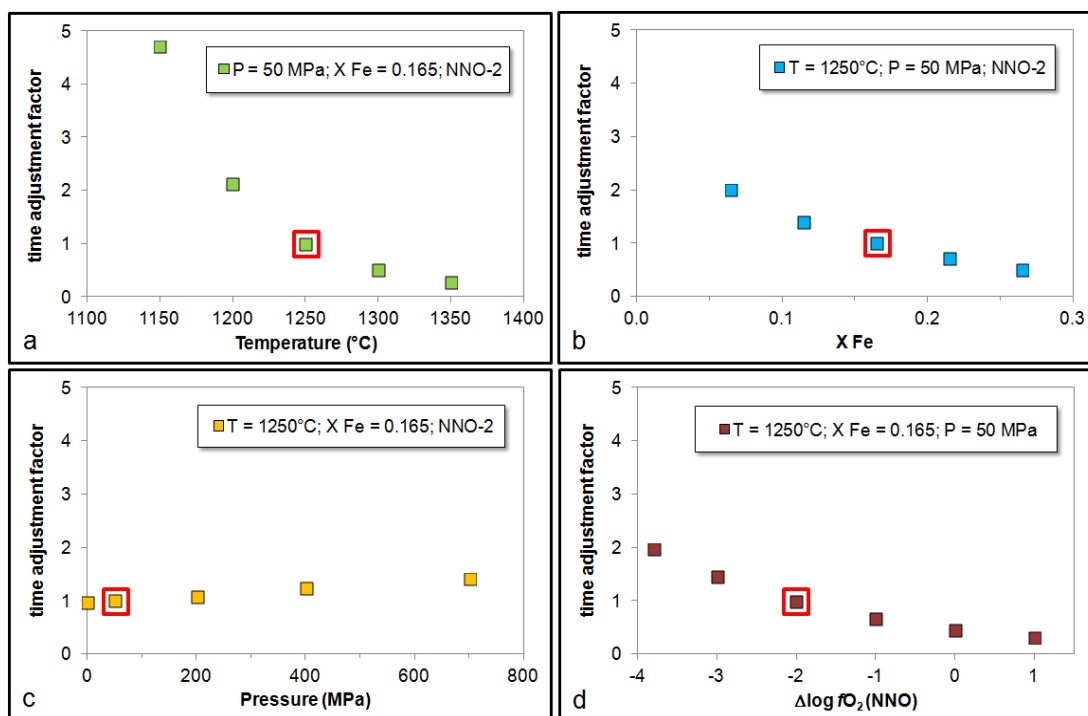 5
4
3
2
1
0
time adjustment factor
P = 50 MPa; X Fe = 0.165; NNO-2
1100 1150 1200 1250 1300 1350 1400
Temperature (°C)
a
5
4
3
2
1
0
time adjustment factor
T = 1250°C; P = 50 MPa; NNO-2
0.0 0.1 0.2 0.3
X Fe
b
5
4
3
2
1
0
time adjustment factor
T = 1250°C; X Fe = 0.165; NNO-2
0 200 400 600 800
Pressure (MPa)
c
5
4
3
2
1
0
time adjustment factor
T = 1250°C; X Fe = 0.165; P = 50 MPa
-4 -3 -2 -1 0 1
Δlog fO₂ (NNO)
d